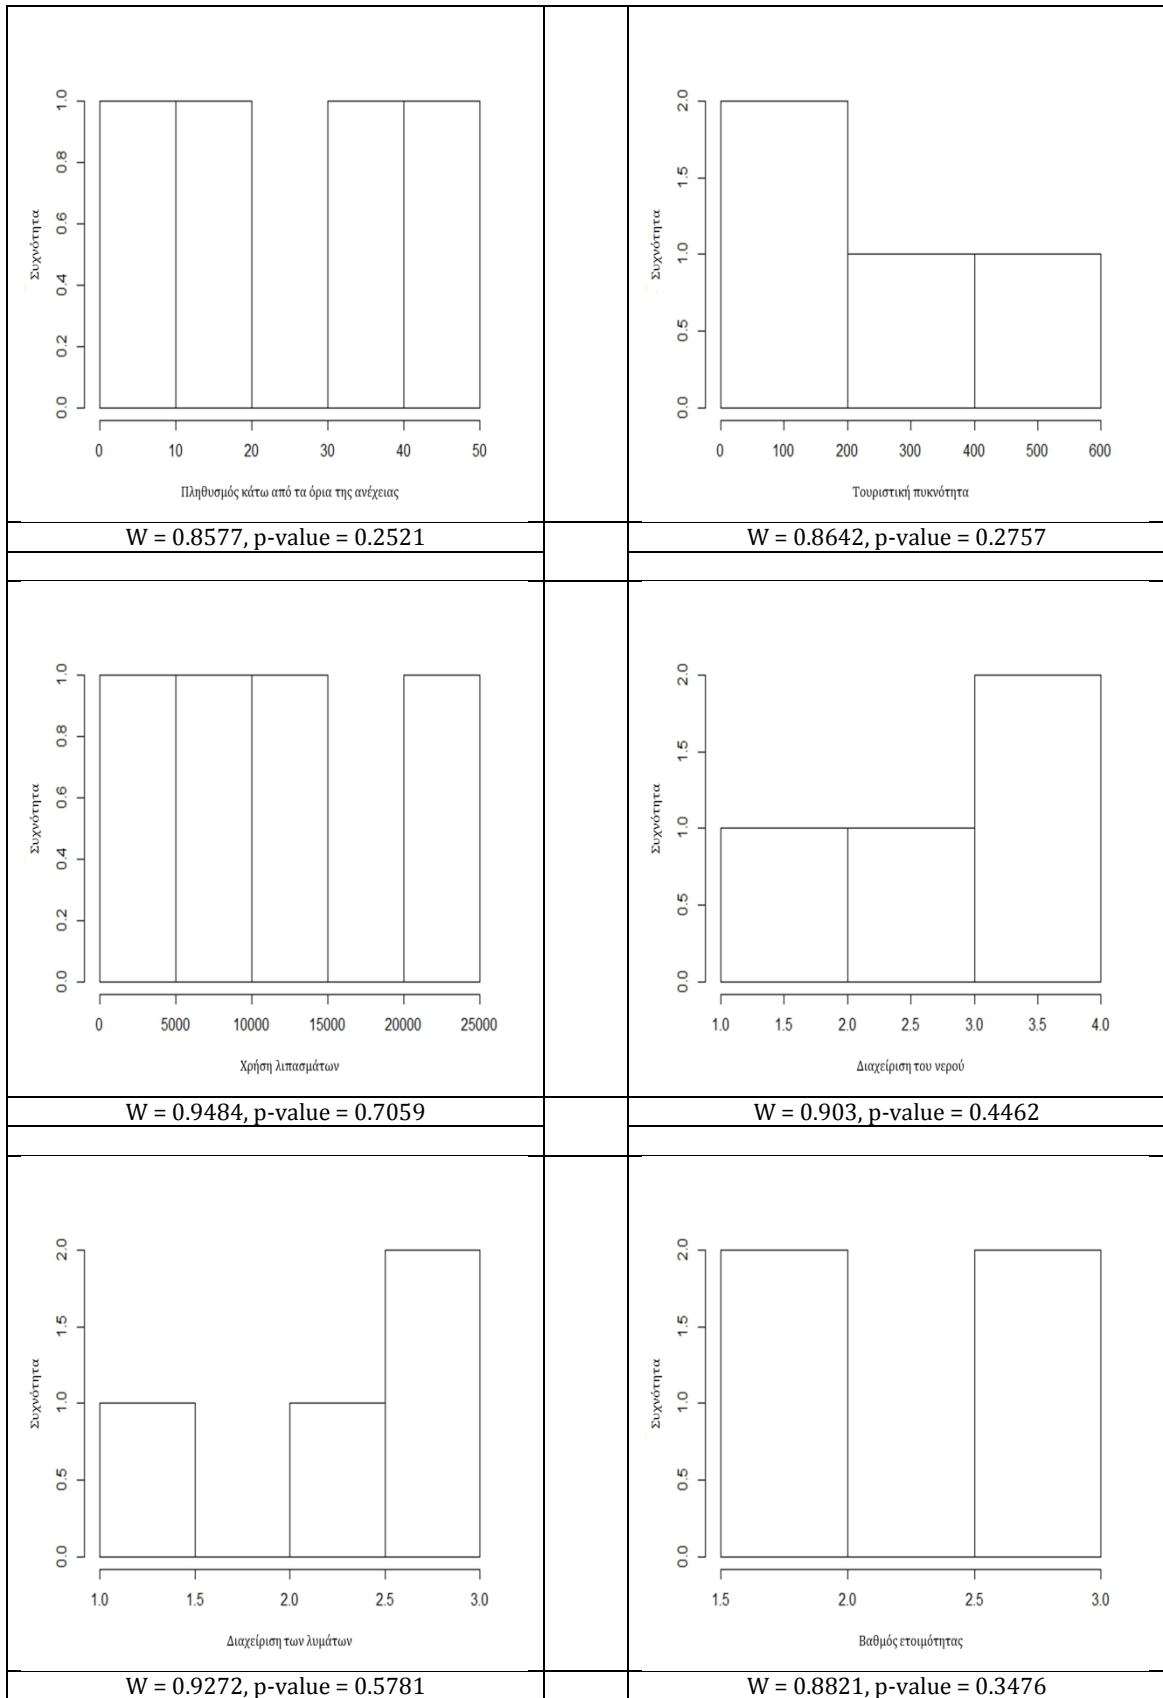 Συχνότητα
0.0 0.2 0.4 0.6 0.8 1.0
0 10 20 30 40 50
Πληθυσμός κάτω από τα όρια της ανέχειας
W = 0.8577, p-value = 0.2521
Συχνότητα
0.0 0.5 1.0 1.5 2.0
0 100 200 300 400 500 600
Τουριστική πυκνότητα
W = 0.8642, p-value = 0.2757
Συχνότητα
0.0 0.2 0.4 0.6 0.8 1.0
0 5000 10000 15000 20000 25000
Χρήση λιπασμάτων
W = 0.9484, p-value = 0.7059
Συχνότητα
0.0 0.5 1.0 1.5 2.0
1.0 1.5 2.0 2.5 3.0 3.5 4.0
Διαχείριση του νερού
W = 0.903, p-value = 0.4462
Συχνότητα
0.0 0.5 1.0 1.5 2.0
1.0 1.5 2.0 2.5 3.0
Διαχείριση των λυμάτων
W = 0.9272, p-value = 0.5781
Συχνότητα
0.0 0.5 1.0 1.5 2.0
1.5 2.0 2.5 3.0
Βαθμός ετοιμότητας
W = 0.8821, p-value = 0.3476